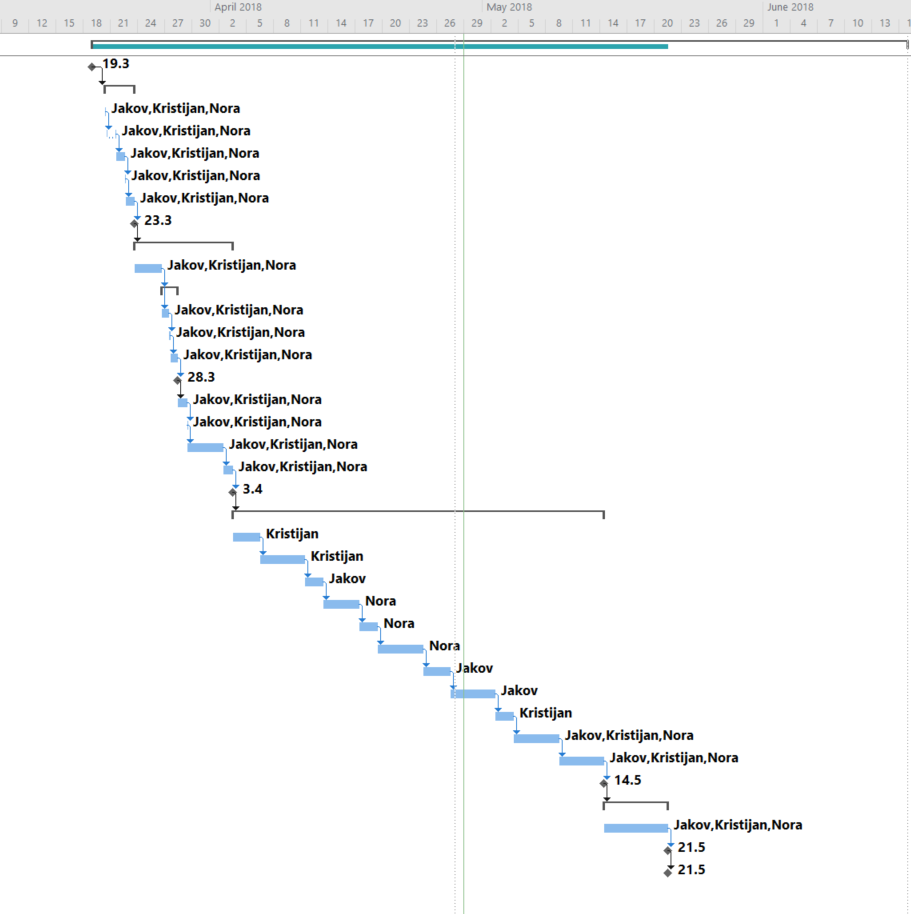 April 2018 May 2018 June 2018
9 12 15 18 21 24 27 30 2 5 8 11 14 17 20 23 26 29 2 5 8 11 14 17 20 23 26 29 1 4 7 10 13 1
19.3
Jakov,Kristijan,Nora
Jakov,Kristijan,Nora
Jakov,Kristijan,Nora
Jakov,Kristijan,Nora
Jakov,Kristijan,Nora
23.3
Jakov,Kristijan,Nora
Jakov,Kristijan,Nora
Jakov,Kristijan,Nora
Jakov,Kristijan,Nora
28.3
Jakov,Kristijan,Nora
Jakov,Kristijan,Nora
Jakov,Kristijan,Nora
Jakov,Kristijan,Nora
3.4
Kristijan
Kristijan
Jakov
Nora
Nora
Nora
Jakov
Jakov
Kristijan
Jakov,Kristijan,Nora
Jakov,Kristijan,Nora
14.5
Jakov,Kristijan,Nora
21.5
21.5